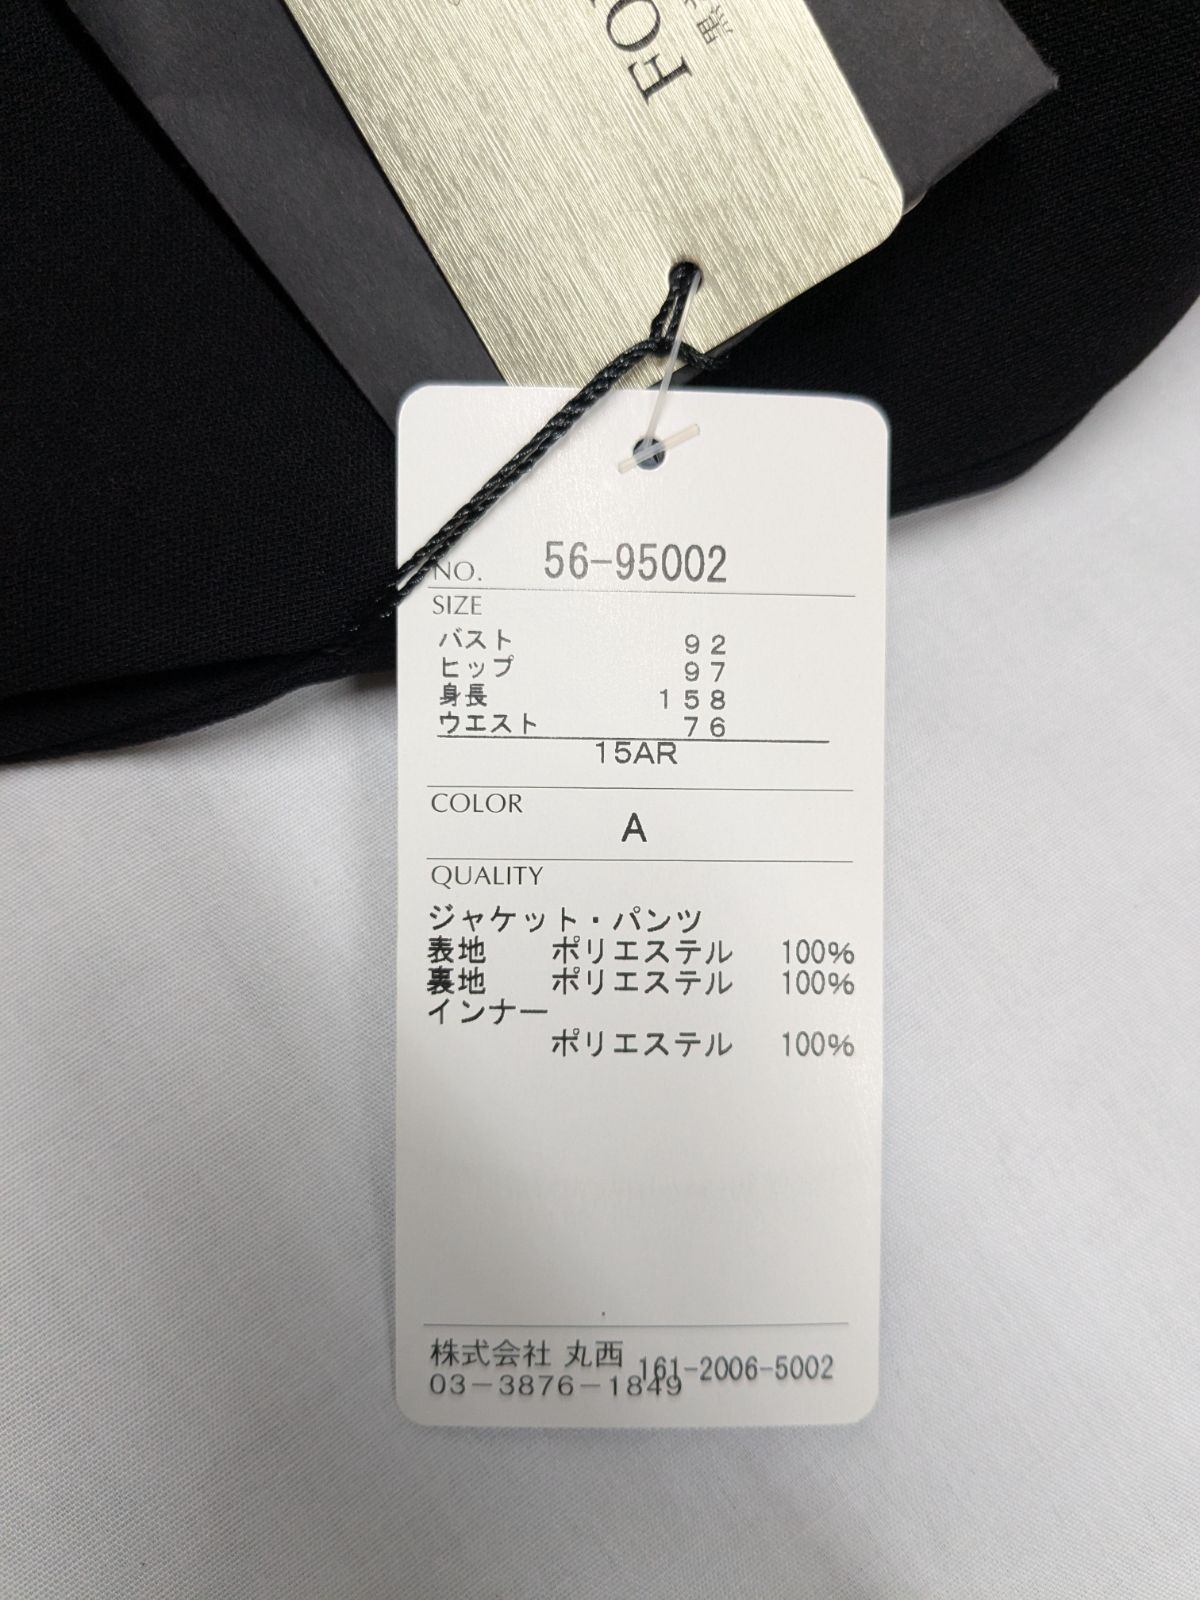 FO
NO. 56-95002
SIZE
バスト 92
ヒップ 97
身長 158
ウエスト 76
15AR
COLOR
A
QUALITY
ジャケット・パンツ
表地 ポリエステル 100%
裏地 ポリエステル 100%
インナー
ポリエステル 100%
株式会社 丸西 161-2006-5002
03-3876-1849